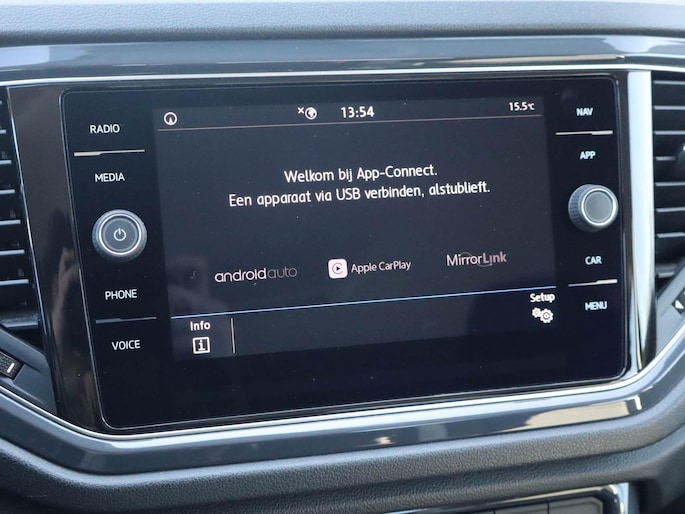 RADIO
MEDIA
PHONE
VOICE
13:54
15.5°C
Welkom bij App-Connect.
Een apparaat via USB verbinden, alstublieft.
androidauto
Apple CarPlay
MirrorLink
Info
i
Setup
NAV
APP
CAR
MENU